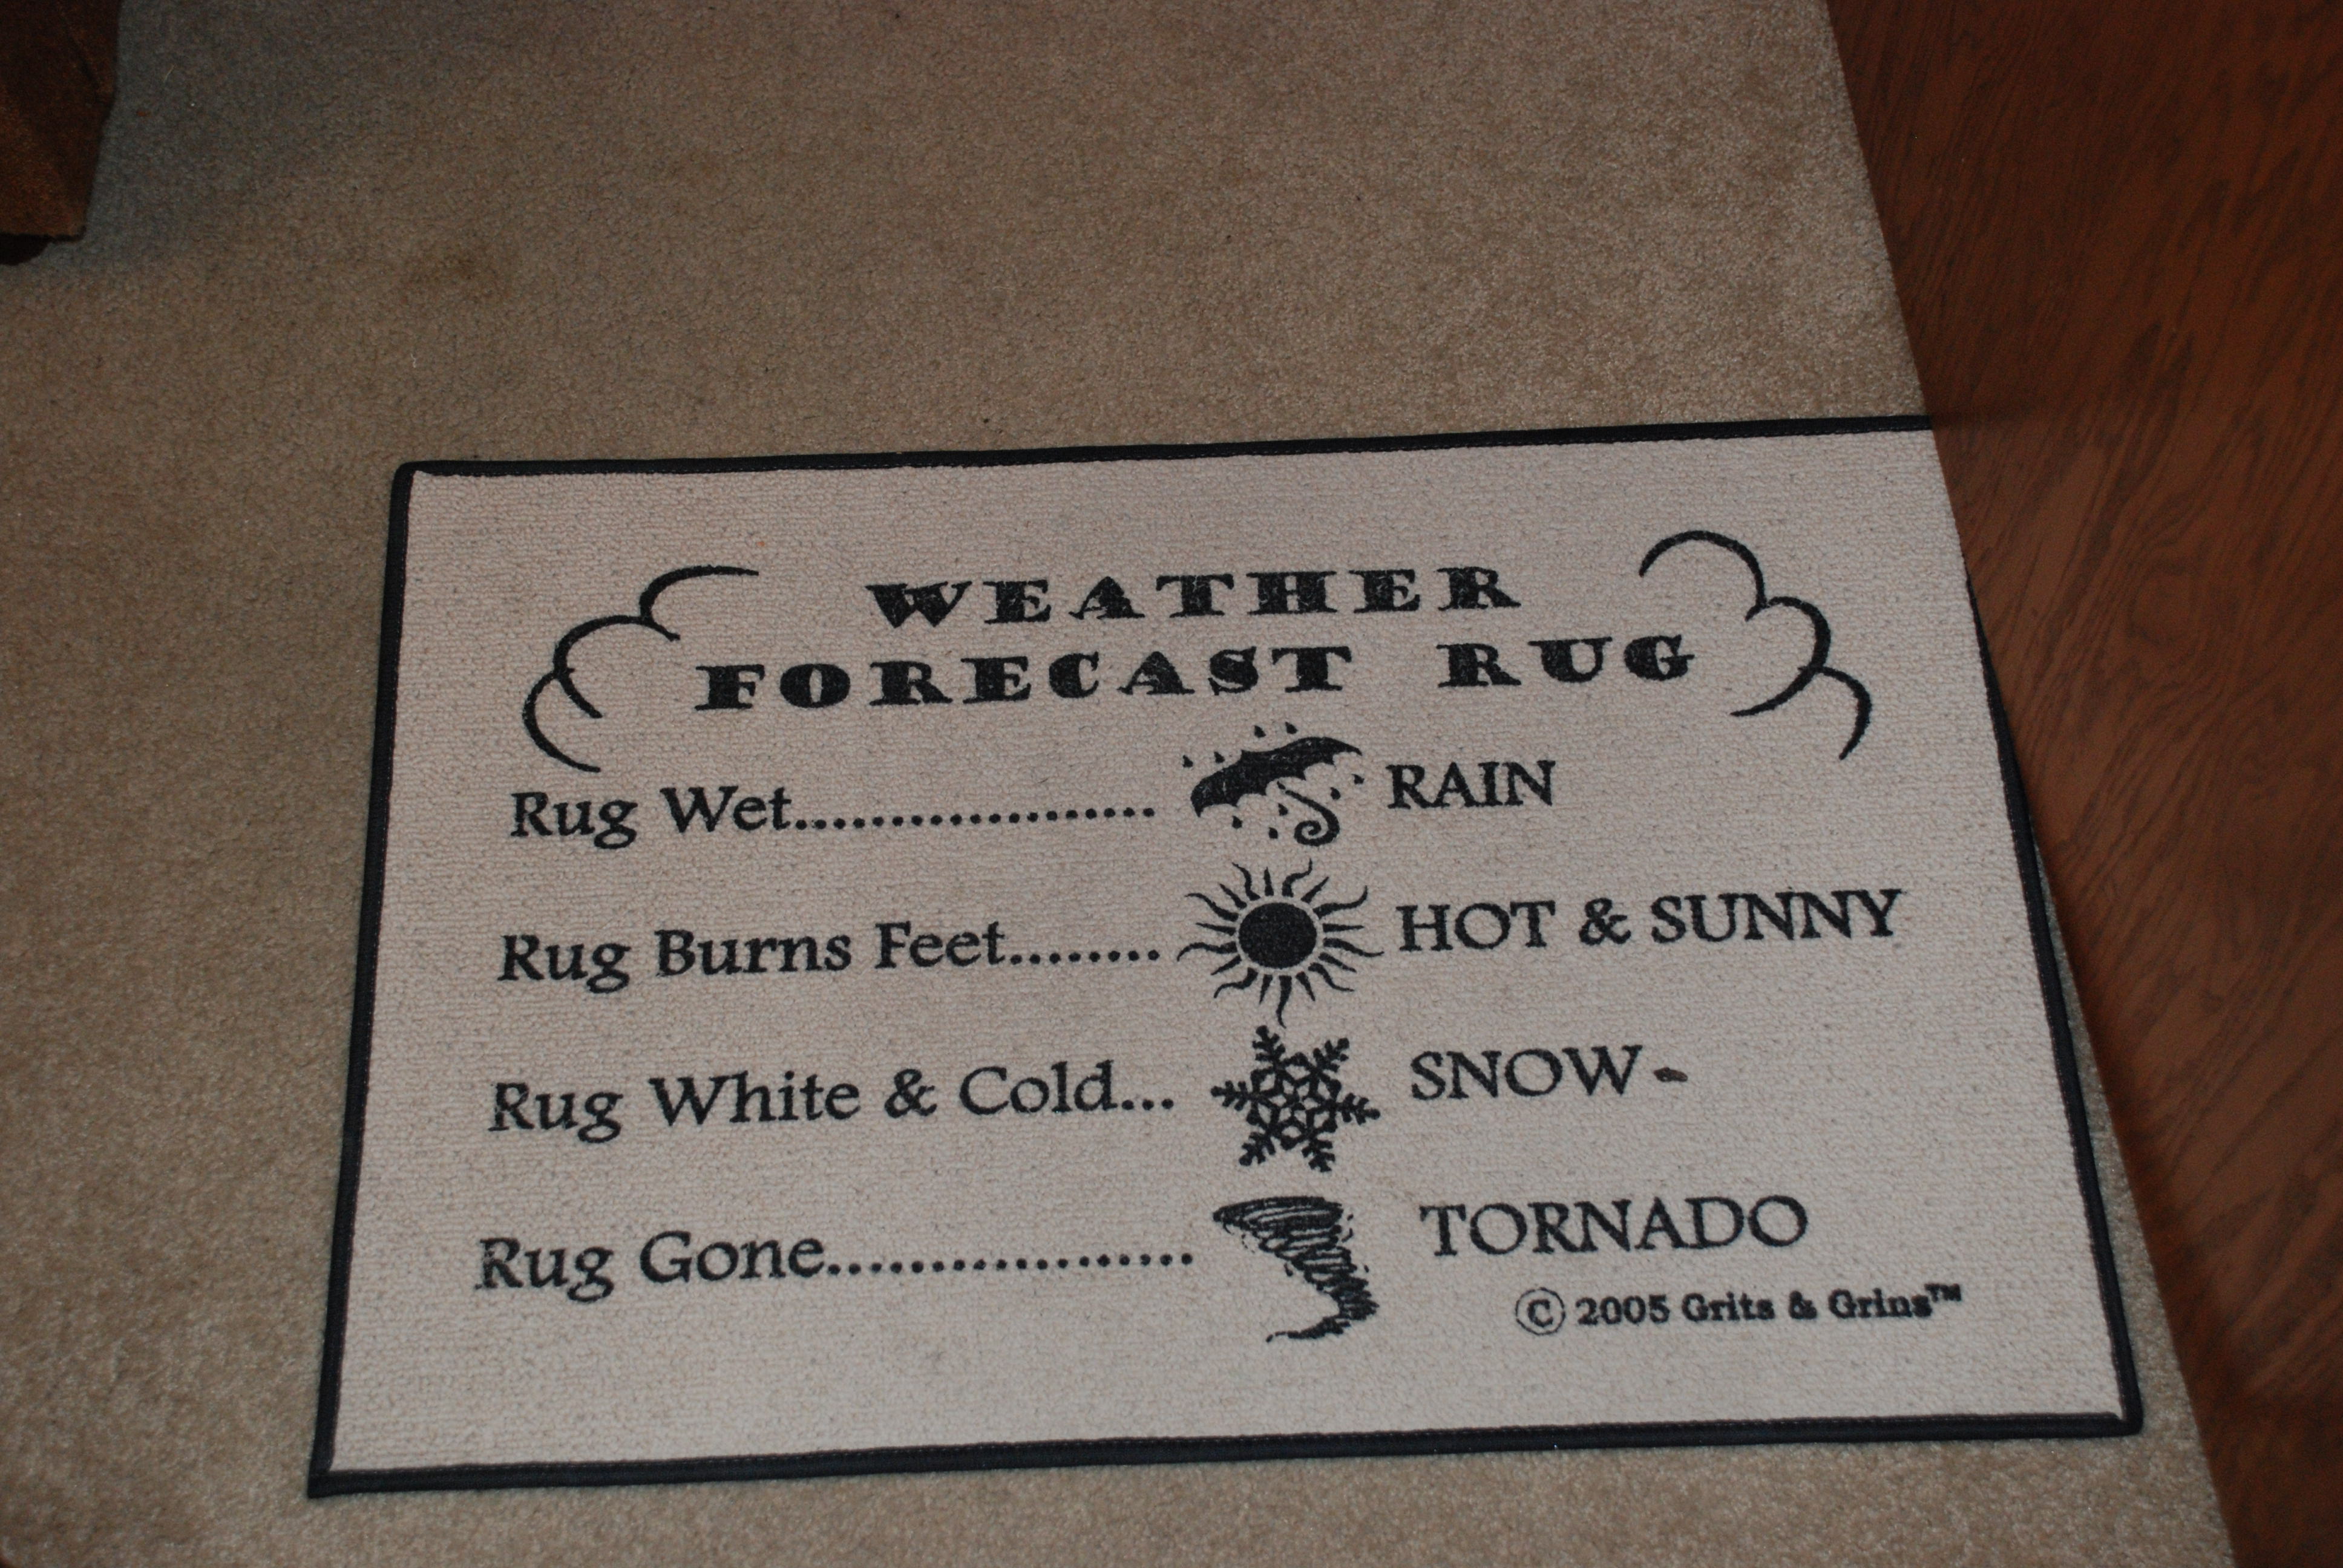 WEATHER
FORECAST RUG
Rug Wet................... RAIN
Rug Burns Feet........ HOT & SUNNY
Rug White & Cold... SNOW-
Rug Gone................... TORNADO
© 2005 Grits & Grins™